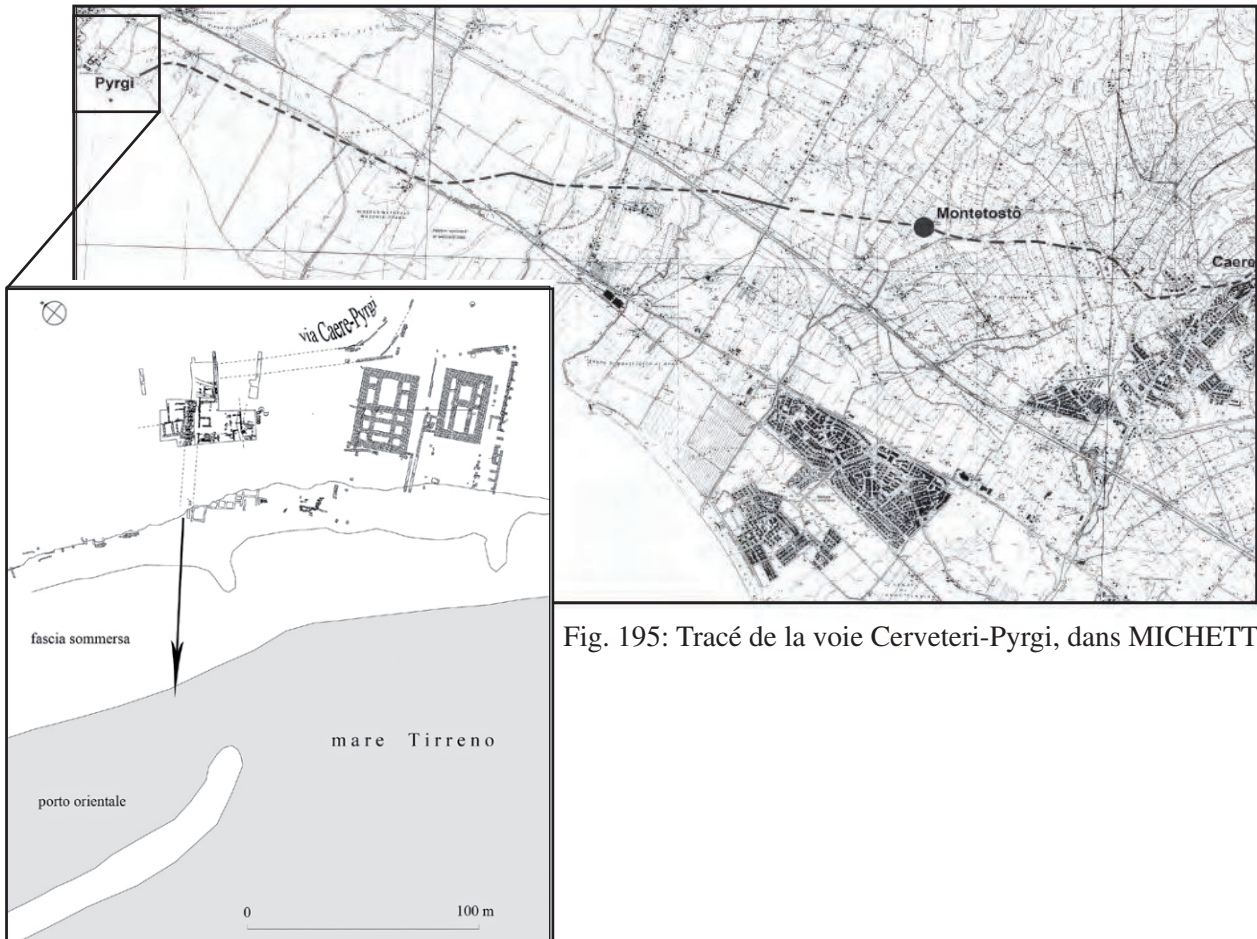 Pyrgi
Montetostô
Caere
via Caere-Pyrgi
fascia sommersa
mare Tirreno
porto orientale
0 100 m
Fig. 195: Tracé de la voie Cerveteri-Pyrgi, dans MICHETT